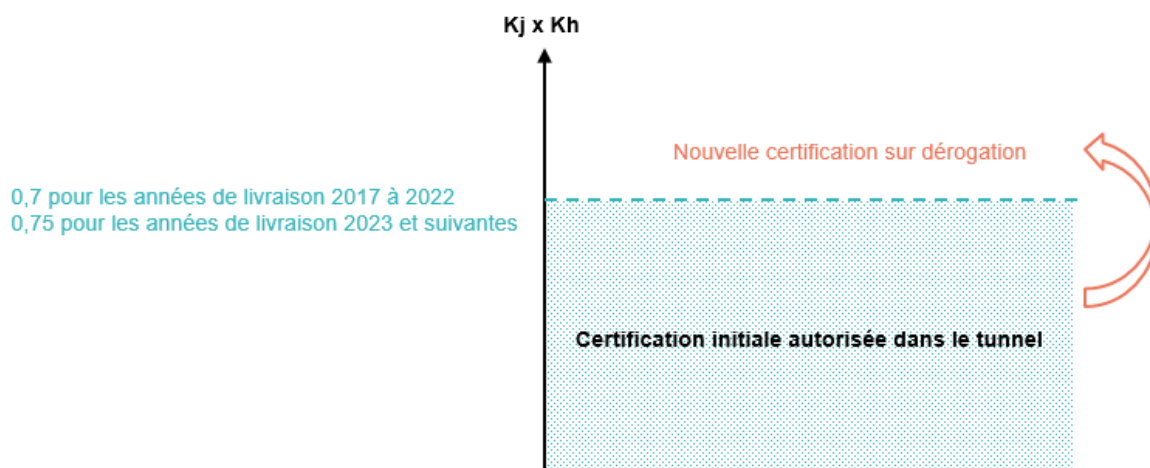 Kj x Kh
Nouvelle certification sur dérogation
0,7 pour les années de livraison 2017 à 2022
0,75 pour les années de livraison 2023 et suivantes
Certification initiale autorisée dans le tunnel